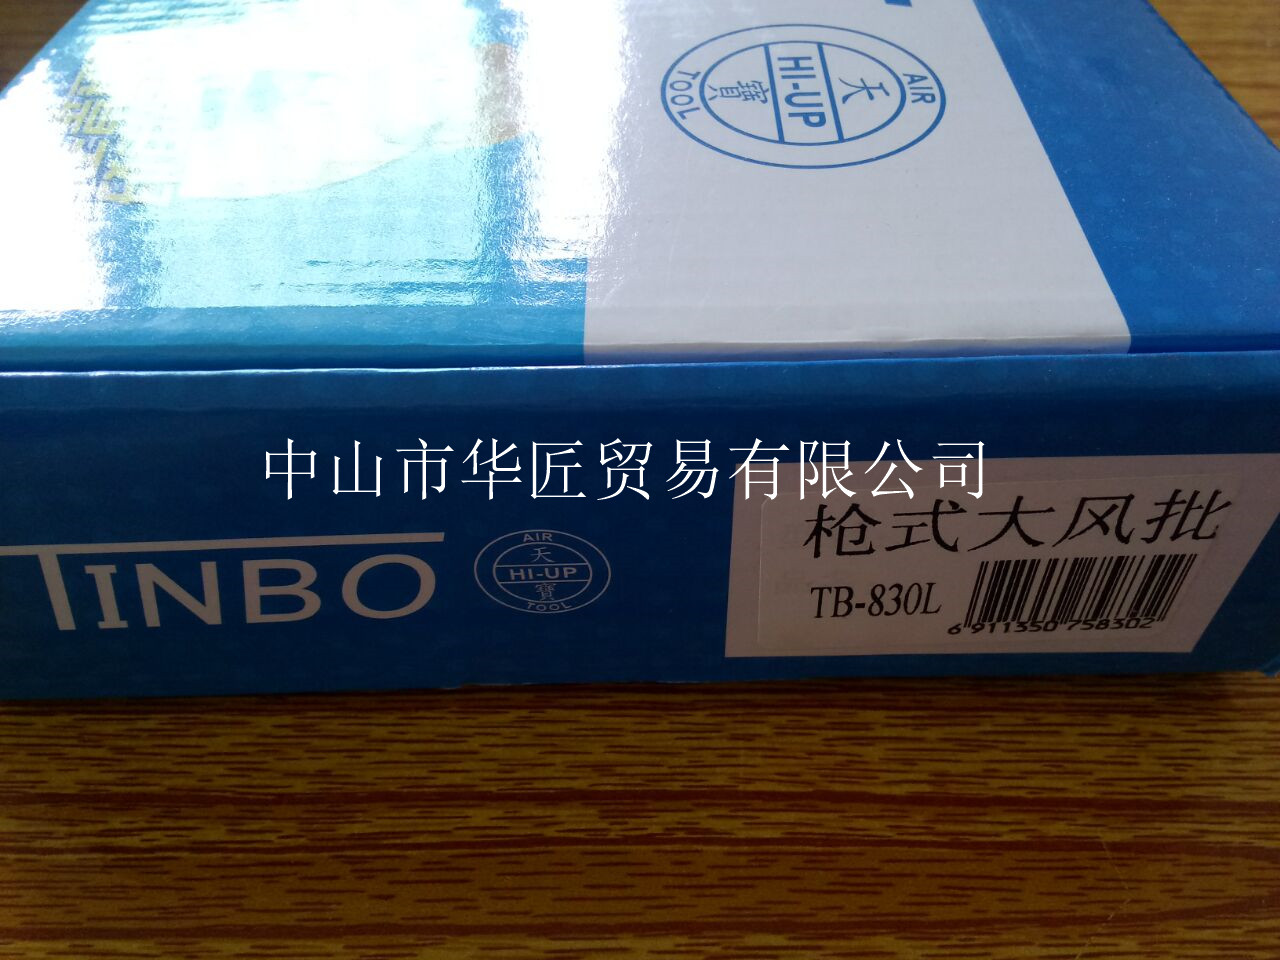 AIR
天
HI-UP
寶
TOOL
中山市华匠贸易有限公司
TINBO
AIR
天
HI-UP
寶
TOOL
枪式大风批
TB-830L
6 911350 758302